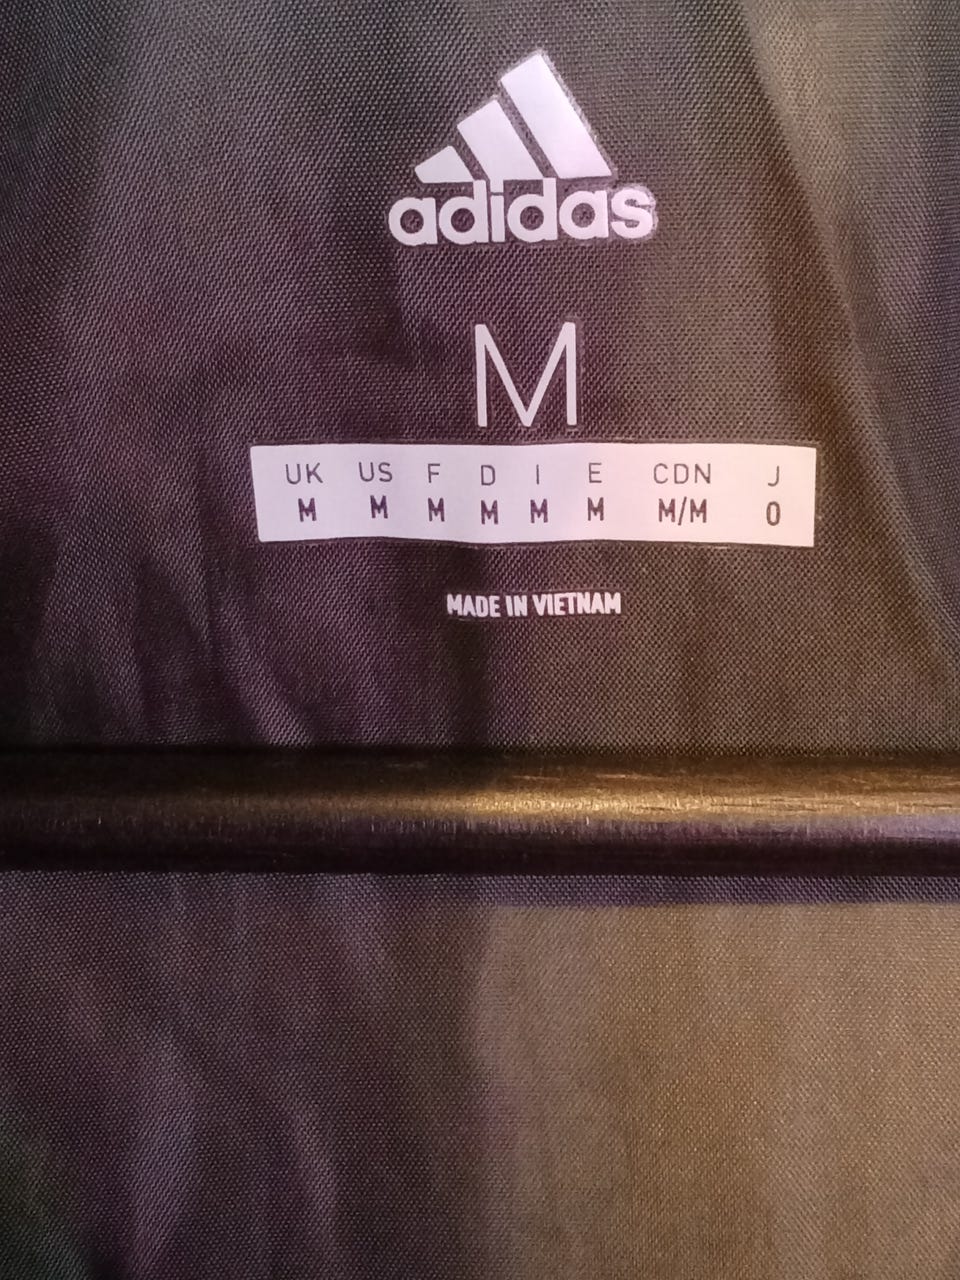 adidas
M
UK US F D I E CDN J
M M M M M M M/M O
MADE IN VIETNAM